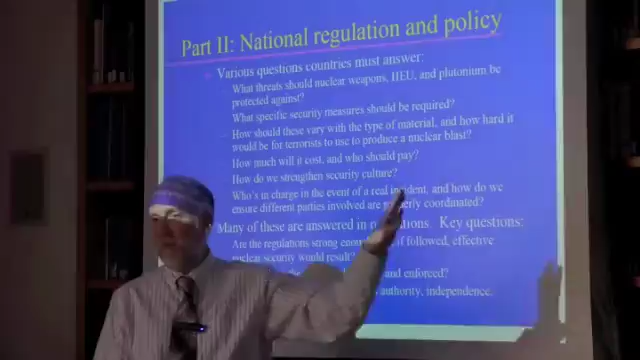 Part II: National regulation and policy
Various questions countries must answer:
– What threats should nuclear weapons, HEU, and plutonium be
protected against?
– What specific security measures should be required?
– How should these vary with the type of material, and how hard it
would be for terrorists to use to produce a nuclear blast?
– How much will it cost, and who should pay?
– How do we strengthen security culture?
– Who's in charge in the event of a real incident, and how do we
ensure different parties involved are properly coordinated?
Many of these are answered in Key questions:
Are the regulations strong if followed, effective
nuclear security would result?
and enforced?
authority, independence.